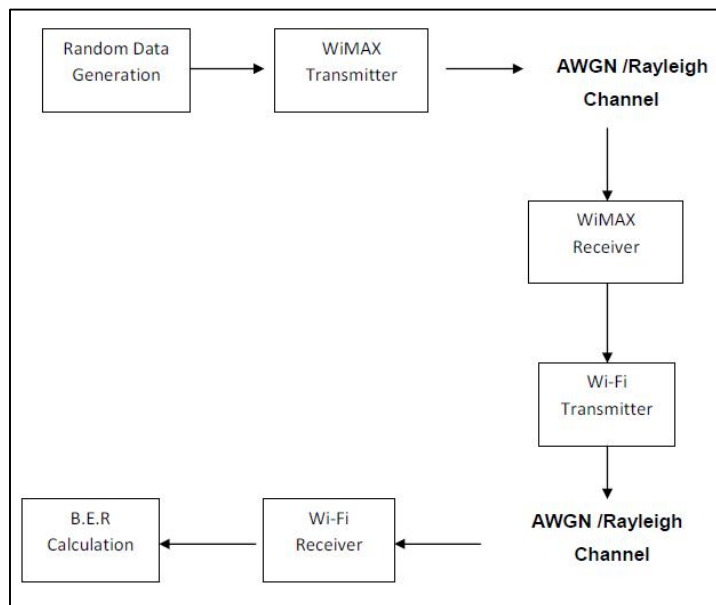 Random Data
Generation
WiMAX
Transmitter
AWGN /Rayleigh
Channel
WiMAX
Receiver
Wi-Fi
Transmitter
AWGN /Rayleigh
Channel
Wi-Fi
Receiver
B.E.R
Calculation